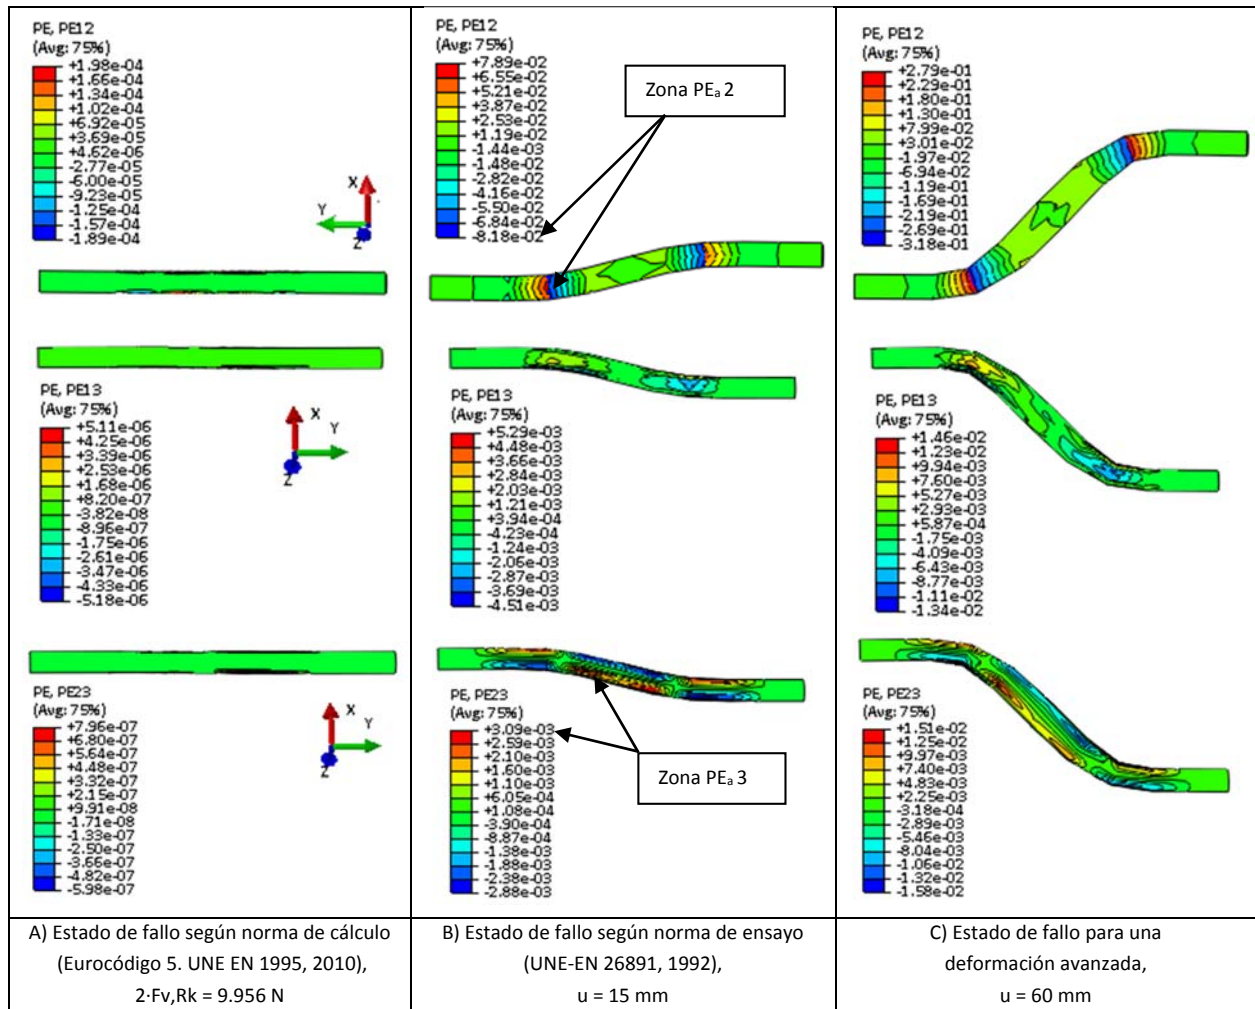 PE, PE12
(Avg: 75%)
+1.98e-04
+1.66e-04
+1.34e-04
+1.02e-04
+6.92e-05
+3.69e-05
+4.62e-06
-2.77e-05
-6.00e-05
-9.23e-05
-1.25e-04
-1.57e-04
-1.89e-04
X
Y
Z
PE, PE13
(Avg: 75%)
+5.11e-06
+4.25e-06
+3.39e-06
+2.53e-06
+1.68e-06
+8.20e-07
-3.82e-08
-8.96e-07
-1.75e-06
-2.61e-06
-3.47e-06
-4.33e-06
-5.18e-06
X
Y
Z
PE, PE23
(Avg: 75%)
+7.96e-07
+6.80e-07
+5.64e-07
+4.48e-07
+3.32e-07
+2.15e-07
+9.91e-08
-1.71e-08
-1.33e-07
-2.50e-07
-3.66e-07
-4.82e-07
-5.98e-07
X
Y
Z
A) Estado de fallo según norma de cálculo
(Eurocódigo 5. UNE EN 1995, 2010),
2·Fv,Rk = 9.956 N
PE, PE12
(Avg: 75%)
+7.89e-02
+6.55e-02
+5.21e-02
+3.87e-02
+2.53e-02
+1.19e-02
-1.44e-03
-1.48e-02
-2.82e-02
-4.16e-02
-5.50e-02
-6.84e-02
-8.18e-02
Zona PEa 2
PE, PE13
(Avg: 75%)
+5.29e-03
+4.48e-03
+3.66e-03
+2.84e-03
+2.03e-03
+1.21e-03
+3.94e-04
-4.23e-04
-1.24e-03
-2.06e-03
-2.87e-03
-3.69e-03
-4.51e-03
PE, PE23
(Avg: 75%)
+3.09e-03
+2.59e-03
+2.10e-03
+1.60e-03
+1.10e-03
+6.05e-04
+1.08e-04
-3.90e-04
-8.87e-04
-1.38e-03
-1.88e-03
-2.38e-03
-2.88e-03
Zona PEa 3
B) Estado de fallo según norma de ensayo
(UNE-EN 26891, 1992),
u = 15 mm
PE, PE12
(Avg: 75%)
+2.79e-01
+2.29e-01
+1.80e-01
+1.30e-01
+7.99e-02
+3.01e-02
-1.97e-02
-6.94e-02
-1.19e-01
-1.69e-01
-2.19e-01
-2.69e-01
-3.18e-01
PE, PE13
(Avg: 75%)
+1.46e-02
+1.23e-02
+9.94e-03
+7.60e-03
+5.27e-03
+2.93e-03
+5.87e-04
-1.75e-03
-4.09e-03
-6.43e-03
-8.77e-03
-1.11e-02
-1.34e-02
PE, PE23
(Avg: 75%)
+1.51e-02
+1.25e-02
+9.97e-03
+7.40e-03
+4.83e-03
+2.25e-03
-3.18e-04
-2.89e-03
-5.46e-03
-8.04e-03
-1.06e-02
-1.32e-02
-1.58e-02
C) Estado de fallo para una
deformación avanzada,
u = 60 mm